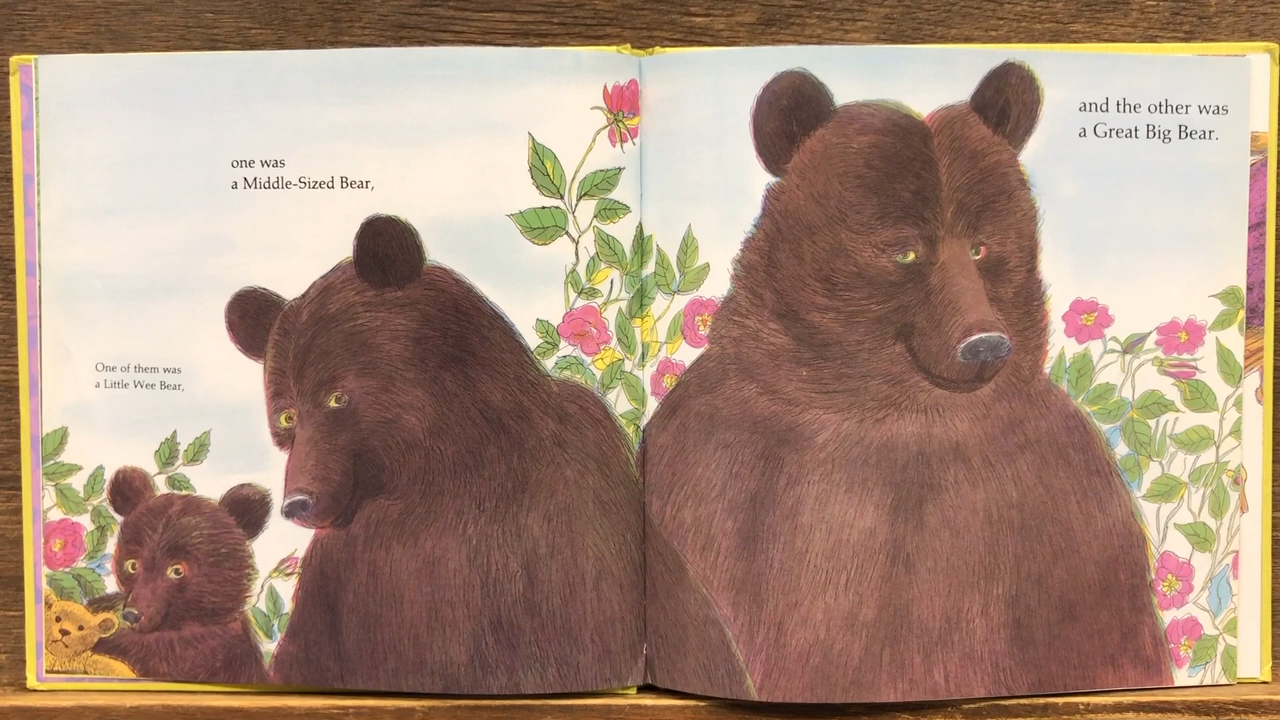 One of them was
a Little Wee Bear,
one was
a Middle-Sized Bear,
and the other was
a Great Big Bear.